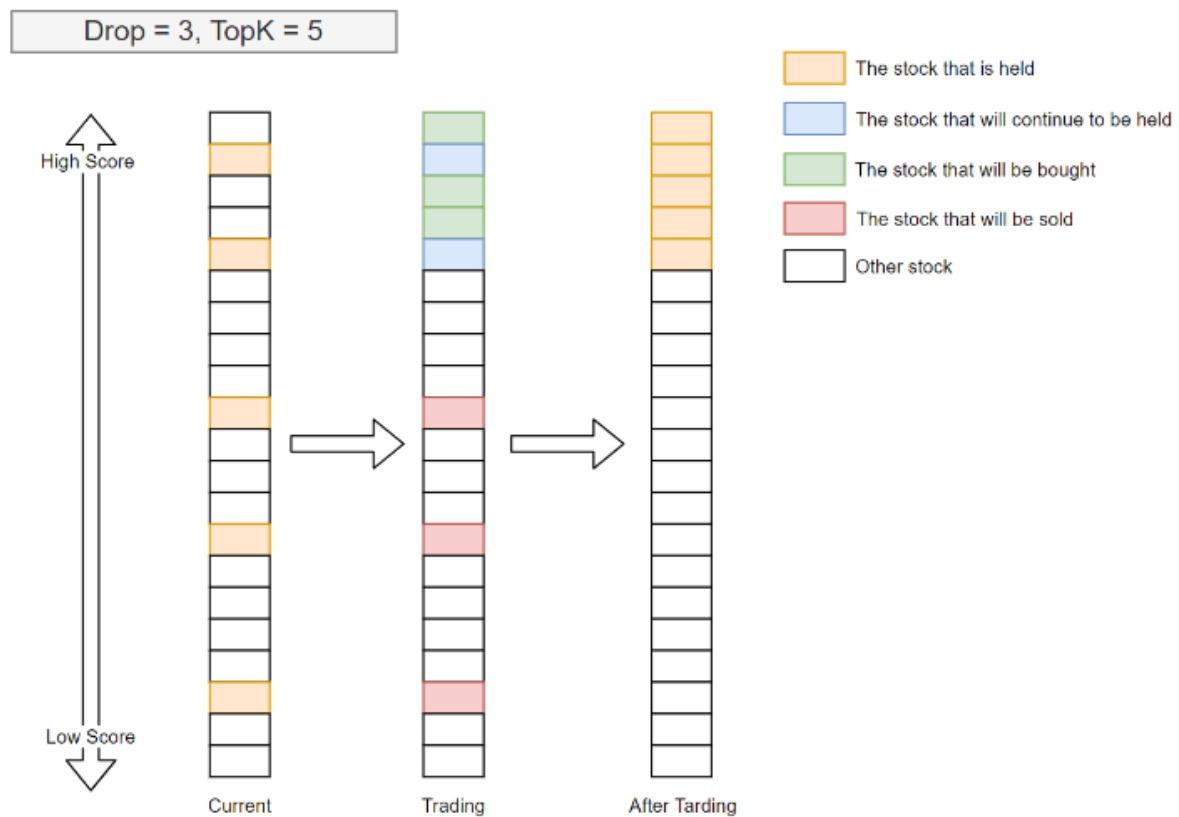 Drop = 3, TopK = 5
The stock that is held
The stock that will continue to be held
High Score
The stock that will be bought
The stock that will be sold
Other stock
Low Score
Current
Trading
After Tarding